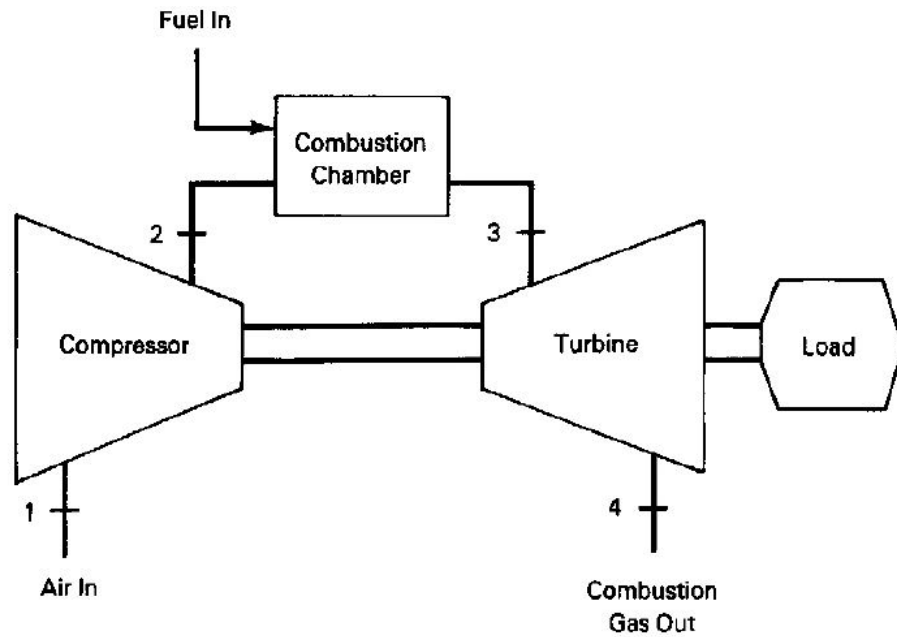 Fuel In
Combustion
Chamber
2
3
Compressor
Turbine
Load
1
4
Air In
Combustion
Gas Out